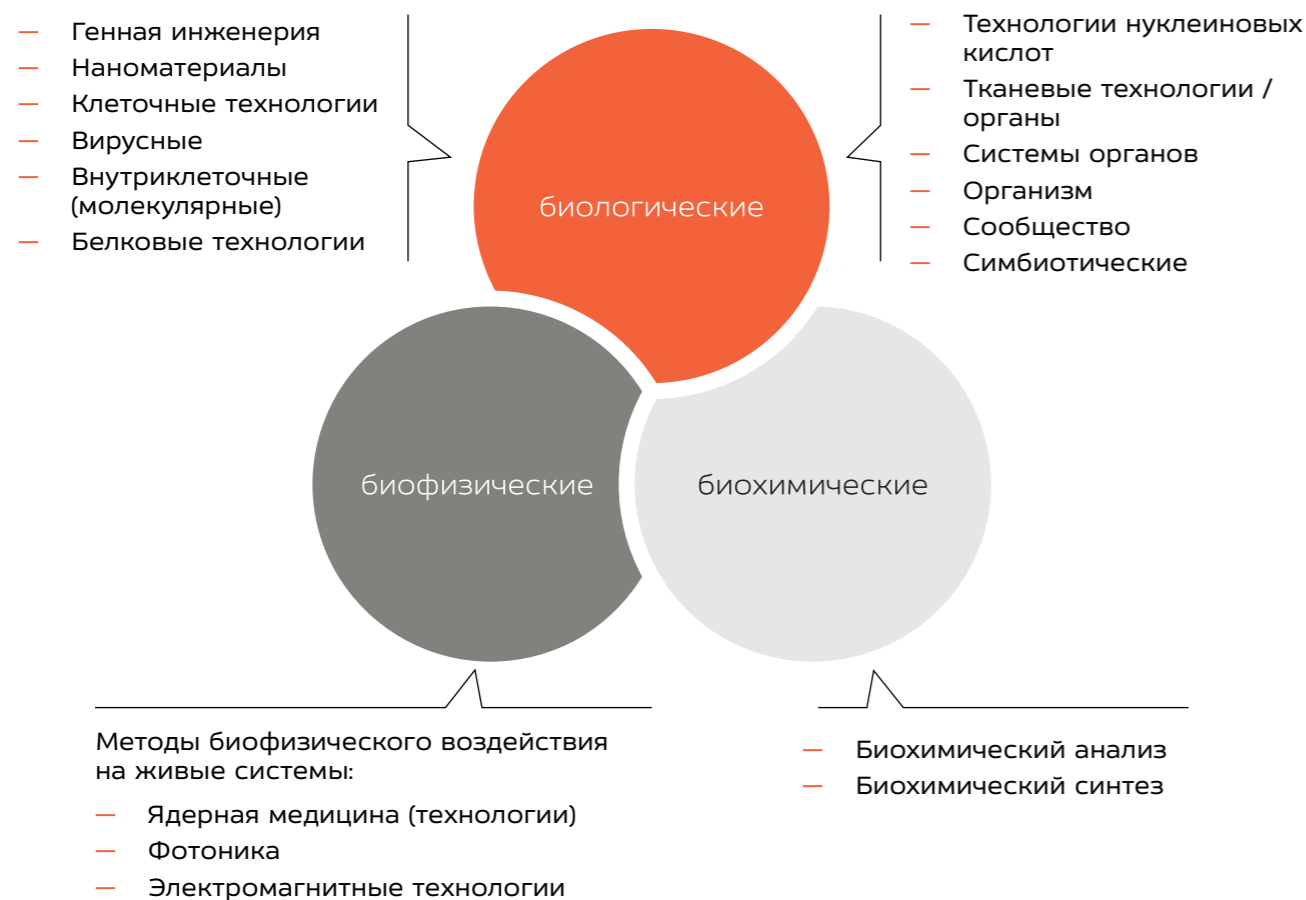 — Генная инженерия
— Наноматериалы
— Клеточные технологии
— Вирусные
— Внутриклеточные
(молекулярные)
— Белковые технологии
— Технологии нуклеиновых
кислот
— Тканевые технологии /
органы
— Системы органов
— Организм
— Сообщество
— Симбиотические
биологические
биофизические
биохимические
Методы биофизического воздействия
на живые системы:
— Ядерная медицина (технологии)
— Фотоника
— Электромагнитные технологии
— Биохимический анализ
— Биохимический синтез